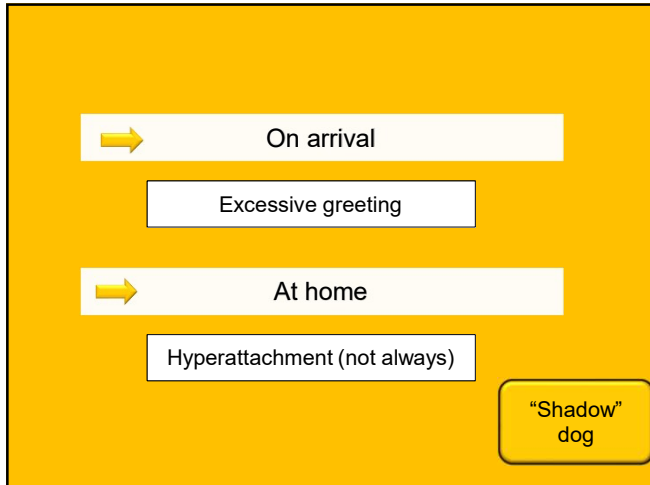 On arrival
Excessive greeting
At home
Hyperattachment (not always)
“Shadow”
dog